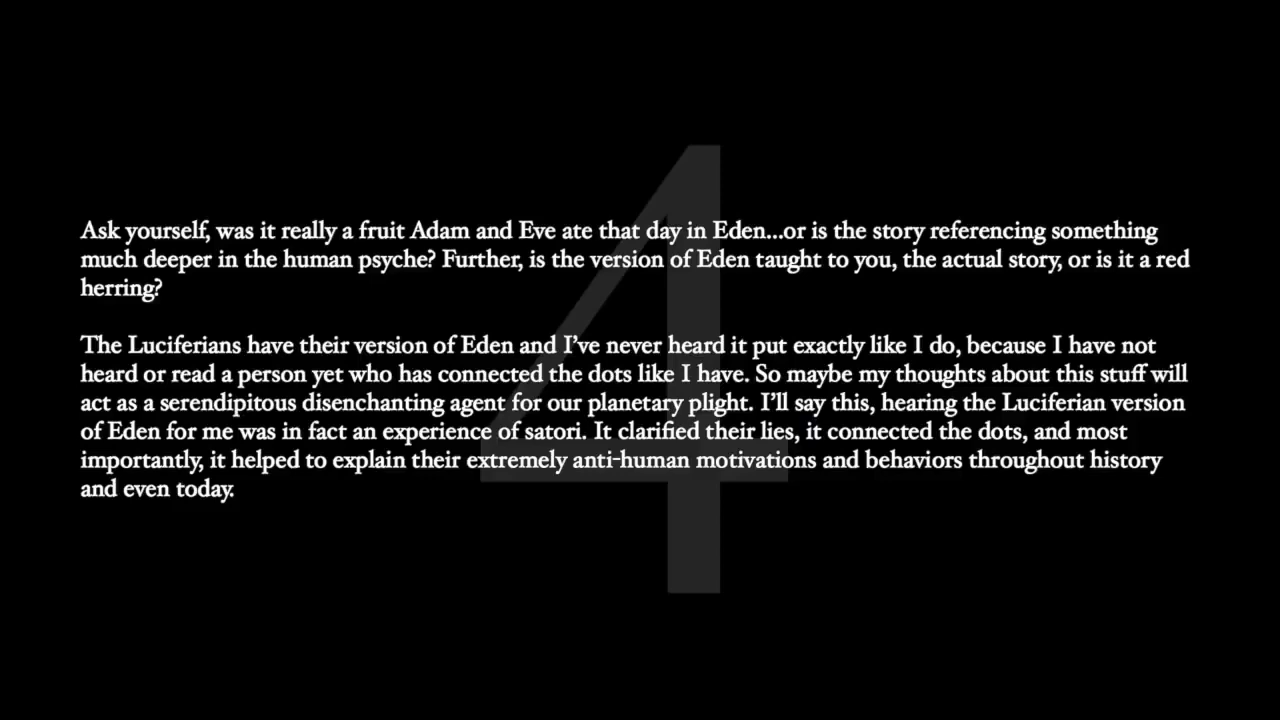 4
Ask yourself, was it really a fruit Adam and Eve ate that day in Eden...or is the story referencing something
much deeper in the human psyche? Further, is the version of Eden taught to you, the actual story, or is it a red
herring?
The Luciferians have their version of Eden and I’ve never heard it put exactly like I do, because I have not
heard or read a person yet who has connected the dots like I have. So maybe my thoughts about this stuff will
act as a serendipitous disenchanting agent for our planetary plight. I’ll say this, hearing the Luciferian version
of Eden for me was in fact an experience of satori. It clarified their lies, it connected the dots, and most
importantly, it helped to explain their extremely anti-human motivations and behaviors throughout history
and even today.